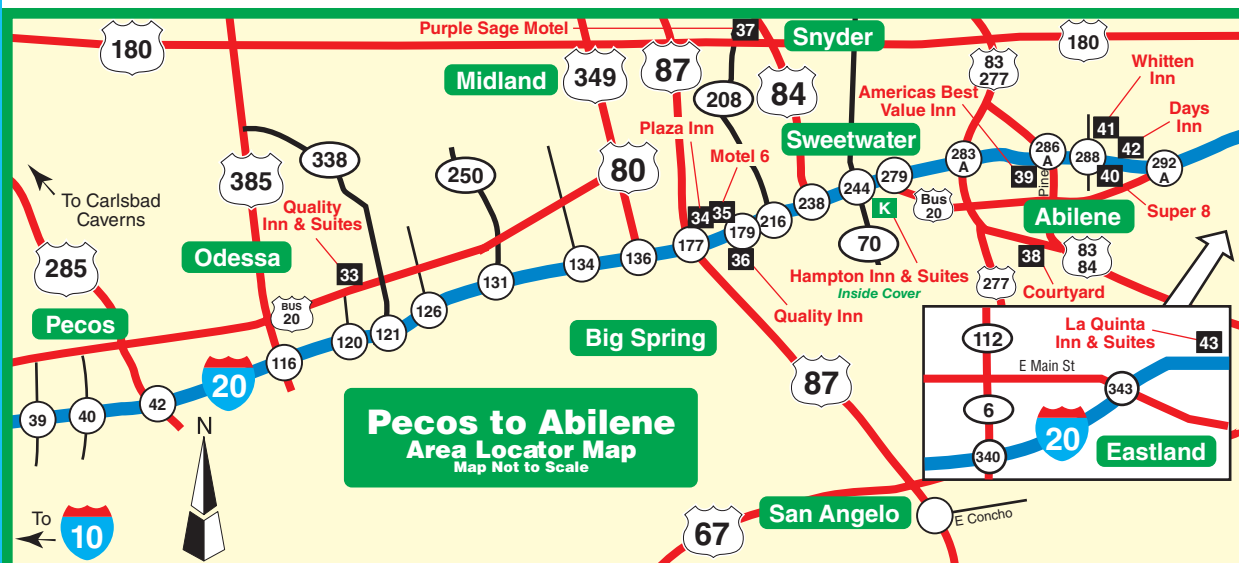 Purple Sage Motel
37
Snyder
180
180
Midland
349
87
208
84
83
277
Whitten
Inn
Americas Best
Value Inn
41
Days
Inn
42
Plaza Inn
Motel 6
Sweetwater
338
250
80
385
283
A
286
A
288
292
A
39
Pine
40
Super 8
To Carlsbad
Caverns
Quality
Inn & Suites
33
34
35
244
279
K
Bus
20
Abilene
285
Odessa
BUS
20
116
120
121
126
131
134
136
177
179
216
238
36
70
Hampton Inn & Suites
Inside Cover
Quality Inn
277
38
Courtyard
83
84
Pecos
39
40
42
20
Big Spring
87
Pecos to Abilene
Area Locator Map
Map Not to Scale
N
To
10
67
San Angelo
E Concho
La Quinta
Inn & Suites
43
112
E Main St
343
6
20
340
Eastland